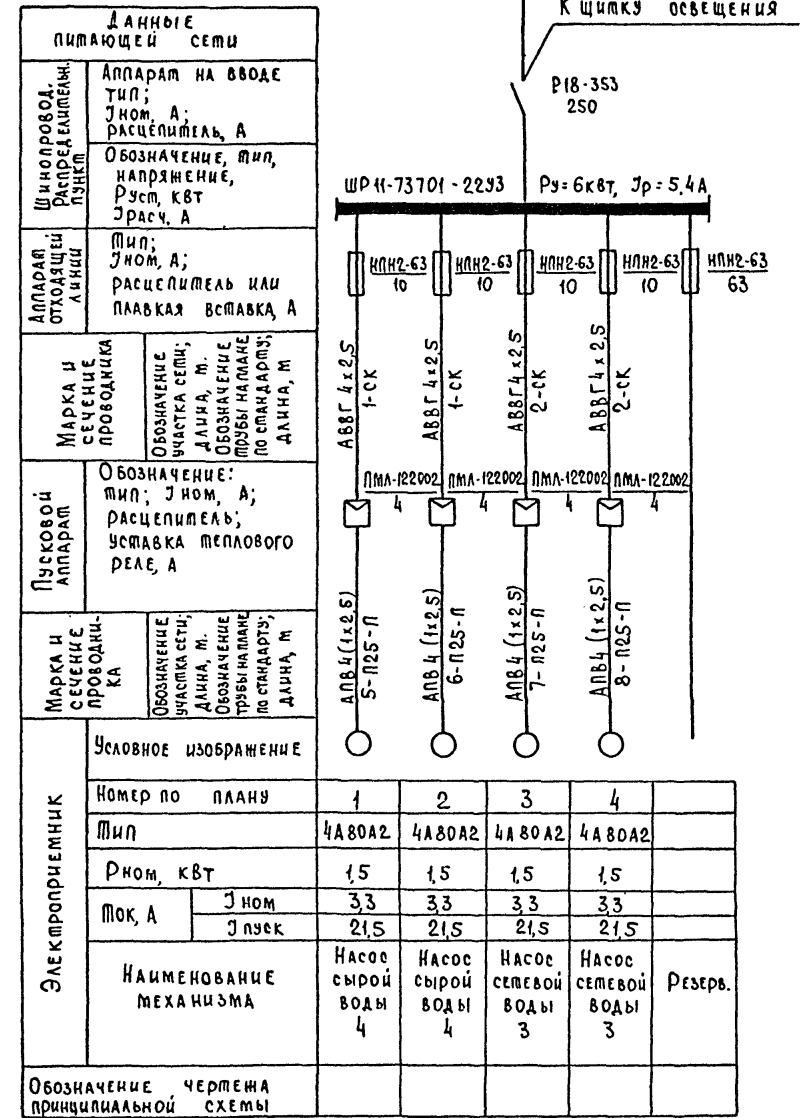 К щитку освещения
Данные
питающей сети
Шинопровод.
Распределительн.
пункт
Аппарат на вводе
тип;
Iном, А;
расцепитель, А
Обозначение, тип,
напряжение,
Руст, квт
Iрасч, А
Р18-353
250
ШР11-73701-22У3 Ру=6квт, Iр=5,4А
Аппарат
отходящей
линии
Тип;
Iном, А;
расцепитель или
плавкая вставка, А
НПН2-63
10
НПН2-63
10
НПН2-63
10
НПН2-63
10
НПН2-63
63
Марка и
сечение
проводника
Обозначение
участка сети;
длина, м.
Обозначение
трубы на плане
по стандарту;
длина, м
АВВГ 4х2,5
1-СК
АВВГ 4х2,5
1-СК
АВВГ 4х2,5
2-СК
АВВГ 4х2,5
2-СК
Пусковой
аппарат
Обозначение:
тип; Iном, А;
расцепитель;
уставка теплового
реле, А
ПМЛ-122002
4
ПМЛ-122002
4
ПМЛ-122002
4
ПМЛ-122002
4
Марка и
сечение
проводни-
ка
Обозначение
участка сети;
длина, м.
Обозначение
трубы на плане
по стандарту;
длина, м
АПВ4(1х2,5)
5-П25-П
АПВ4(1х2,5)
6-П25-П
АПВ4(1х2,5)
7-П25-П
АПВ4(1х2,5)
8-П25-П
Электроприемник
Условное изображение
Номер по плану 1 2 3 4
Тип 4А80А2 4А80А2 4А80А2 4А80А2
Рном, квт 1,5 1,5 1,5 1,5
Ток, А
Iном 3,3 3,3 3,3 3,3
Iпуск 21,5 21,5 21,5 21,5
Наименование
механизма
Насос
сырой
воды
4
Насос
сырой
воды
4
Насос
сетевой
воды
3
Насос
сетевой
воды
3
Резерв.
Обозначение чертежа
принципиальной схемы